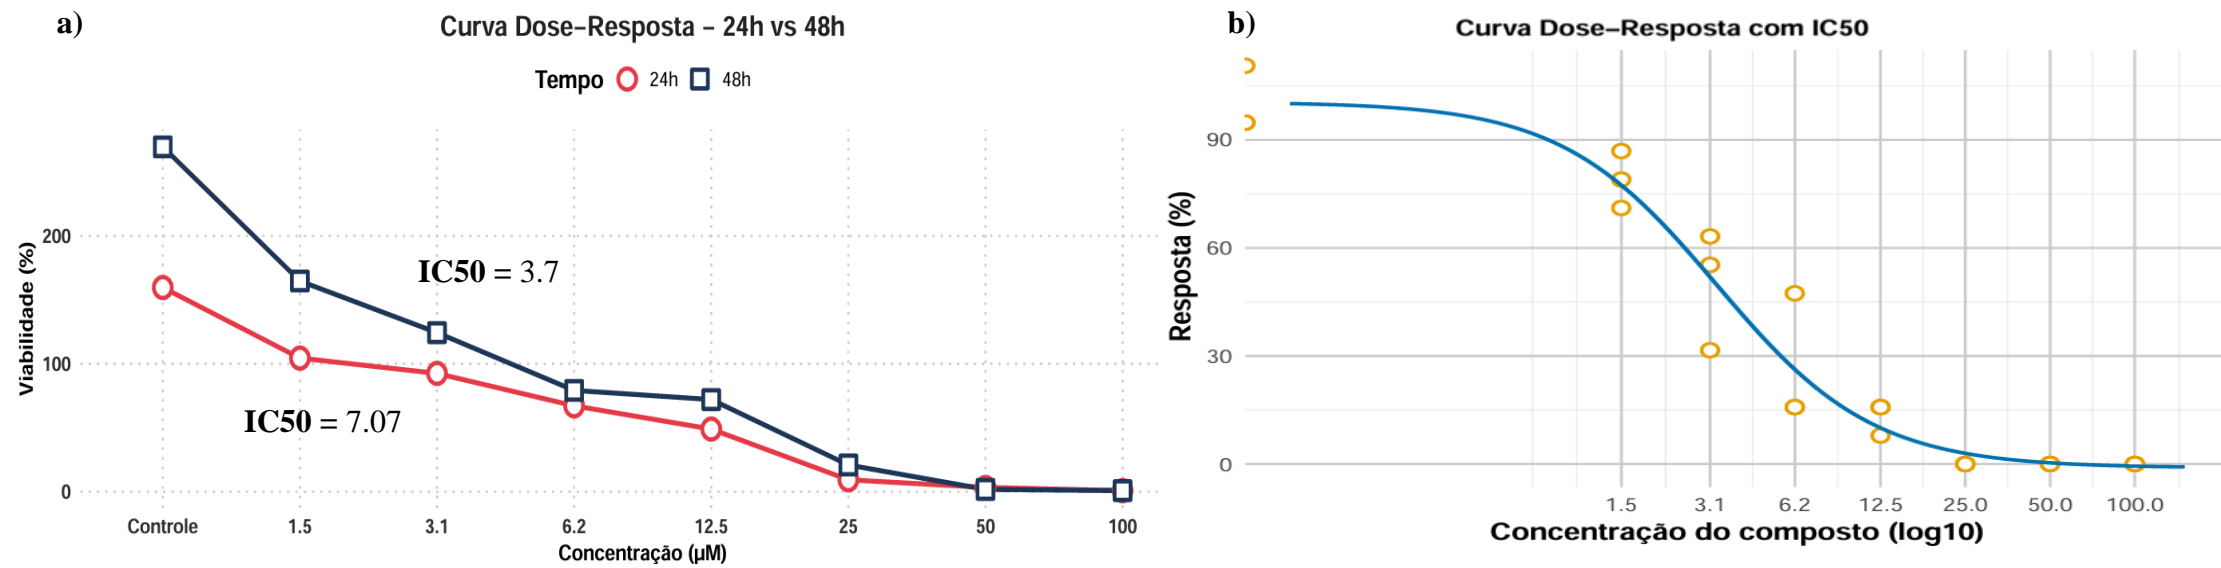 a)
Curva Dose–Resposta – 24h vs 48h
Tempo 24h 48h
Viabilidade (%)
200
100
0
IC50 = 3.7
IC50 = 7.07
Controle 1.5 3.1 6.2 12.5 25 50 100
Concentração (µM)
b)
Curva Dose–Resposta com IC50
Resposta (%)
90
60
30
0
1.5 3.1 6.2 12.5 25.0 50.0 100.0
Concentração do composto (log10)